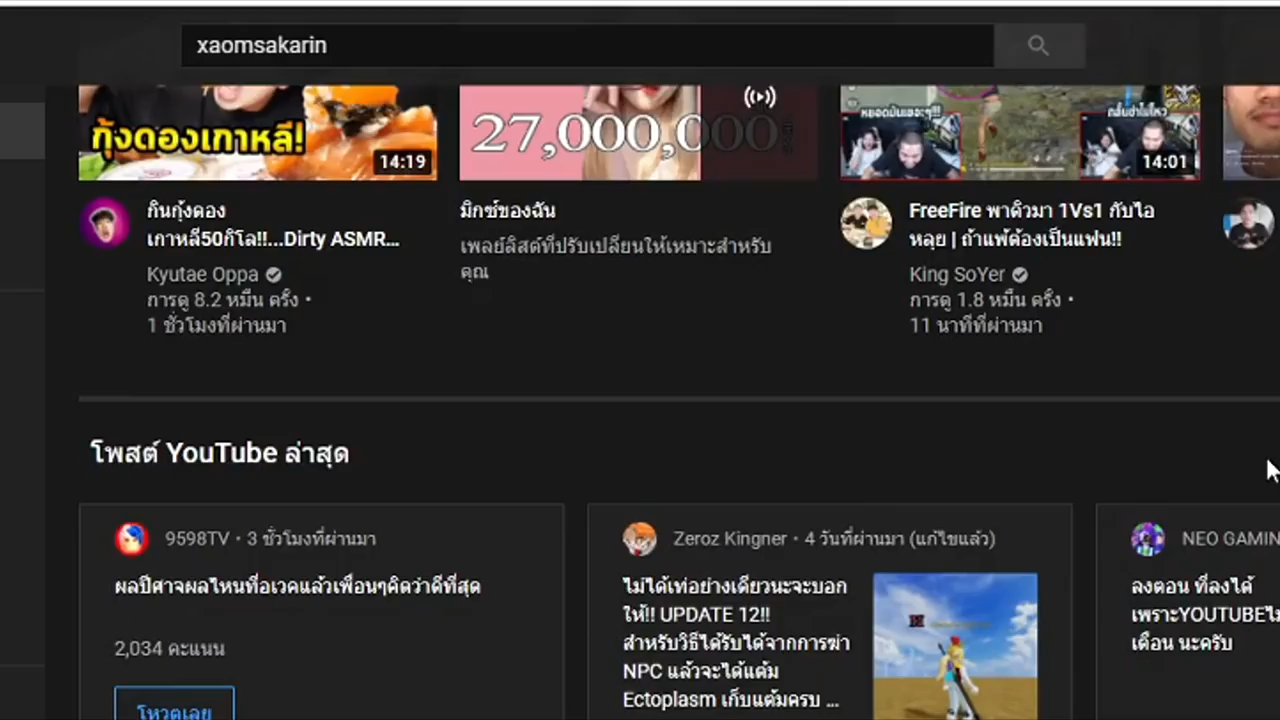 xaomsakarin
กุ้งดองเกาหลี!
14:19
27,000,000
หยอดมันเยอะๆ!!!
14:01
กินกุ้งดอง
เกาหลี50กิโล!!...Dirty ASMR...
Kyutae Oppa
การดู 8.2 หมื่น ครั้ง •
1 ชั่วโมงที่ผ่านมา
มิกซ์ของฉัน
เพลย์ลิสต์ที่ปรับเปลี่ยนให้เหมาะสำหรับ
คุณ
FreeFire พาดิวมา 1Vs1 กับไอ
หลุย | ถ้าแพ้ต้องเป็นแฟน!!
King SoYer
การดู 1.8 หมื่น ครั้ง •
11 นาทีที่ผ่านมา
โพสต์ YouTube ล่าสุด
9598TV • 3 ชั่วโมงที่ผ่านมา
ผลปีศาจผลไหนที่อเวคแล้วเพื่อนๆคิดว่าดีที่สุด
2,034 คะแนน
โหวตเลย
Zeroz Kingner • 4 วันที่ผ่านมา (แก้ไขแล้ว)
ไม่ได้เท่อย่างเดียวนะจะบอก
ให้!! UPDATE 12!!
สำหรับวิธีได้รับได้จากการฆ่า
NPC แล้วจะได้แต้ม
Ectoplasm เก็บแต้มครบ ...
NEO GAMIN
ลงตอน ที่ลงได้
เพราะYOUTUBEไม
เตือน นะครับ